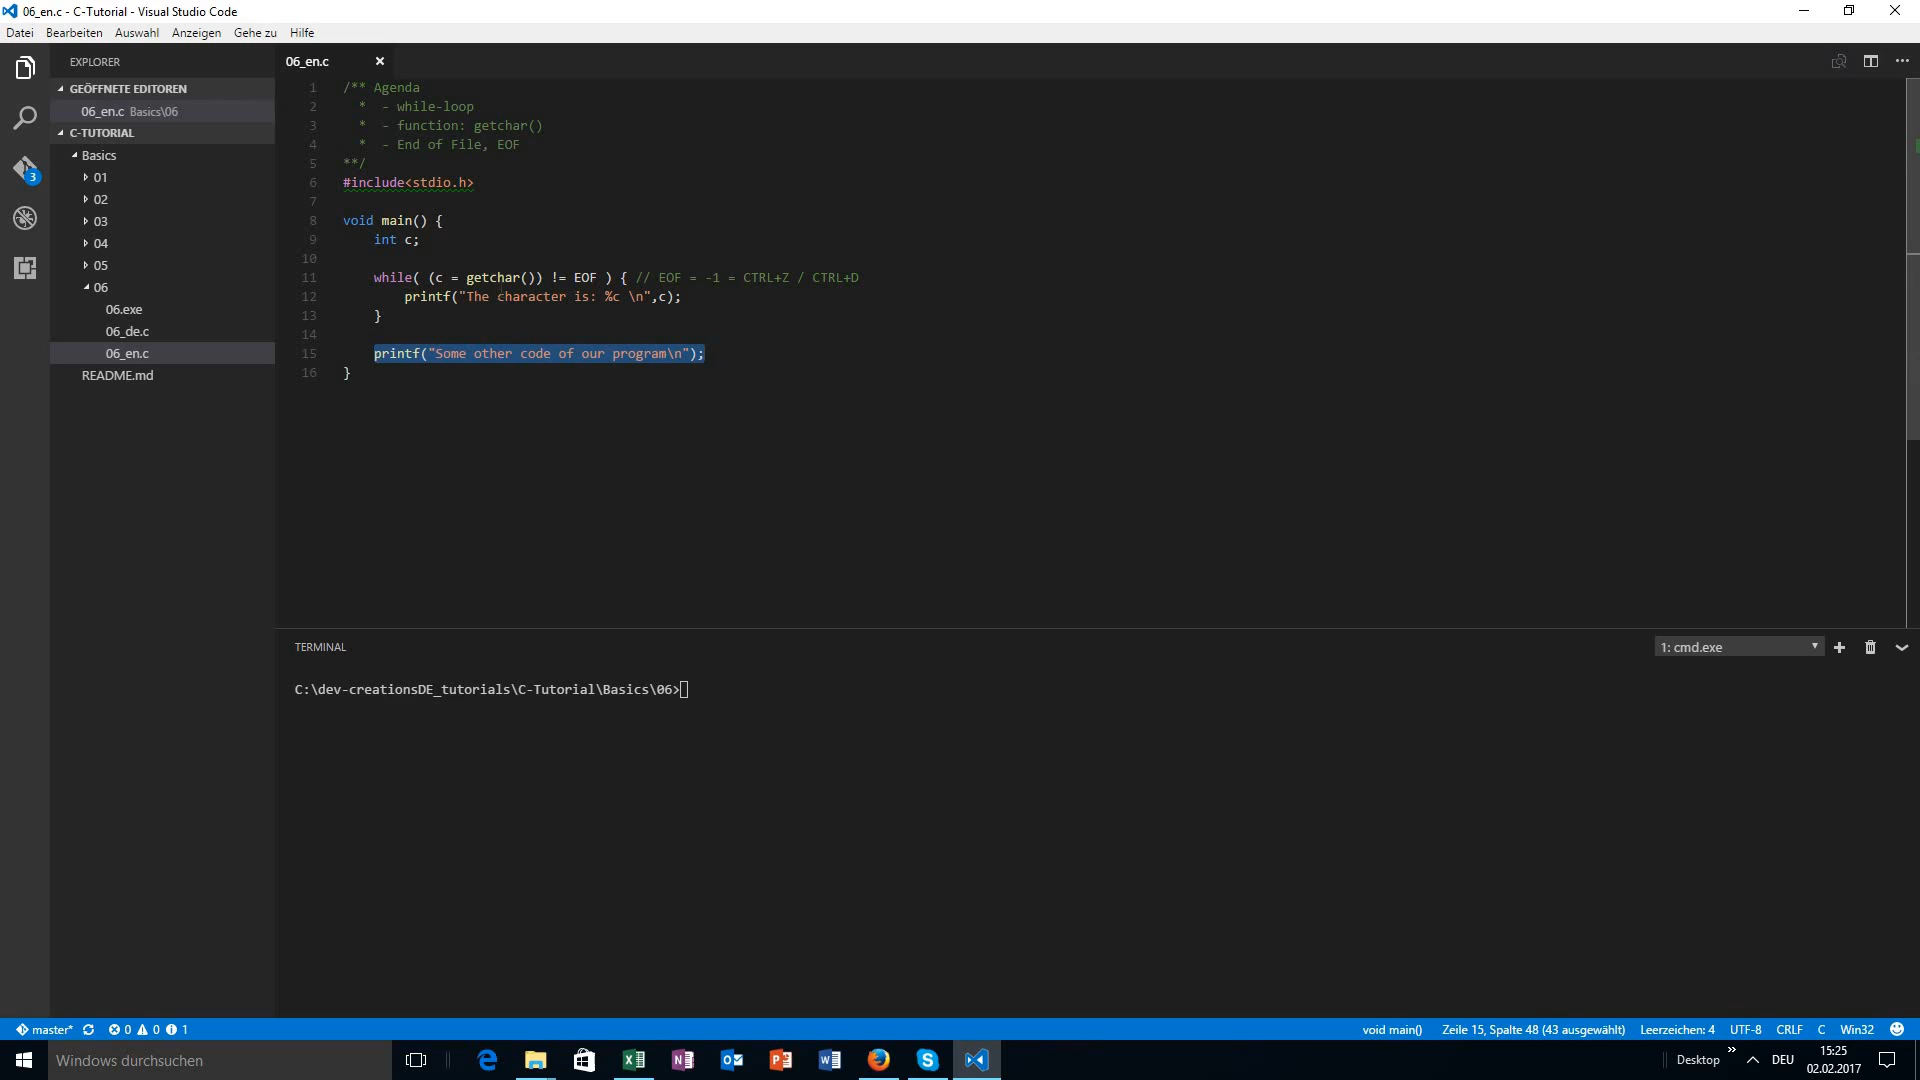 06_en.c - C-Tutorial - Visual Studio Code
Datei Bearbeiten Auswahl Anzeigen Gehe zu Hilfe
EXPLORER
GEÖFFNETE EDITOREN
06_en.c Basics\06
C-TUTORIAL
Basics
01
02
03
04
05
06
06.exe
06_de.c
06_en.c
README.md
3
06_en.c
1 /** Agenda
2 * - while-loop
3 * - function: getchar()
4 * - End of File, EOF
5 **/
6 #include<stdio.h>
7
8 void main() {
9 int c;
10
11 while( (c = getchar()) != EOF ) { // EOF = -1 = CTRL+Z / CTRL+D
12 printf("The character is: %c \n",c);
13 }
14
15 printf("Some other code of our program\n");
16 }
TERMINAL
1: cmd.exe
C:\dev-creationsDE_tutorials\C-Tutorial\Basics\06>
master* 0 0 1
void main() Zeile 15, Spalte 48 (43 ausgewählt) Leerzeichen: 4 UTF-8 CRLF C Win32
Windows durchsuchen
Desktop DEU
15:25
02.02.2017